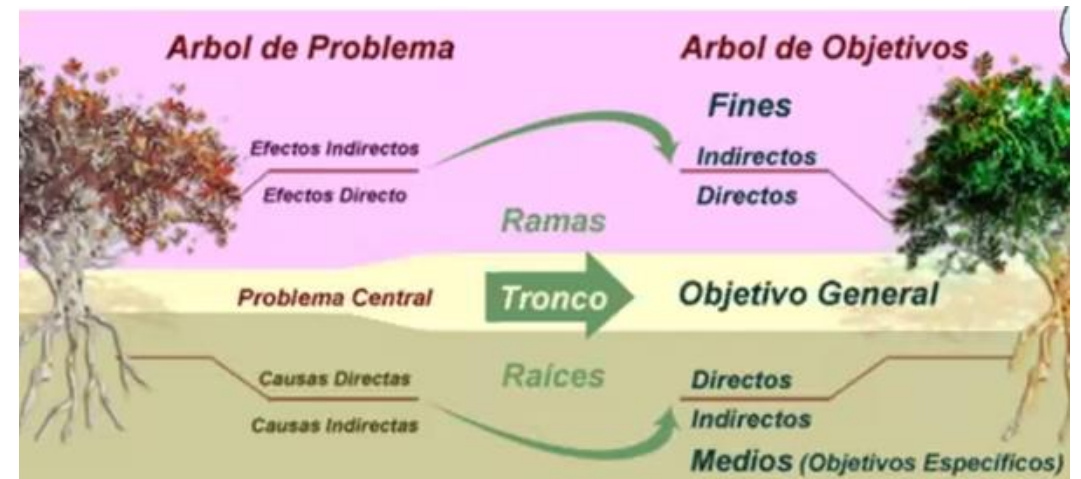 Arbol de Problema
Arbol de Objetivos
Fines
Efectos Indirectos
Indirectos
Efectos Directo
Directos
Ramas
Problema Central
Tronco
Objetivo General
Raíces
Causas Directas
Directos
Causas Indirectas
Indirectos
Medios (Objetivos Específicos)